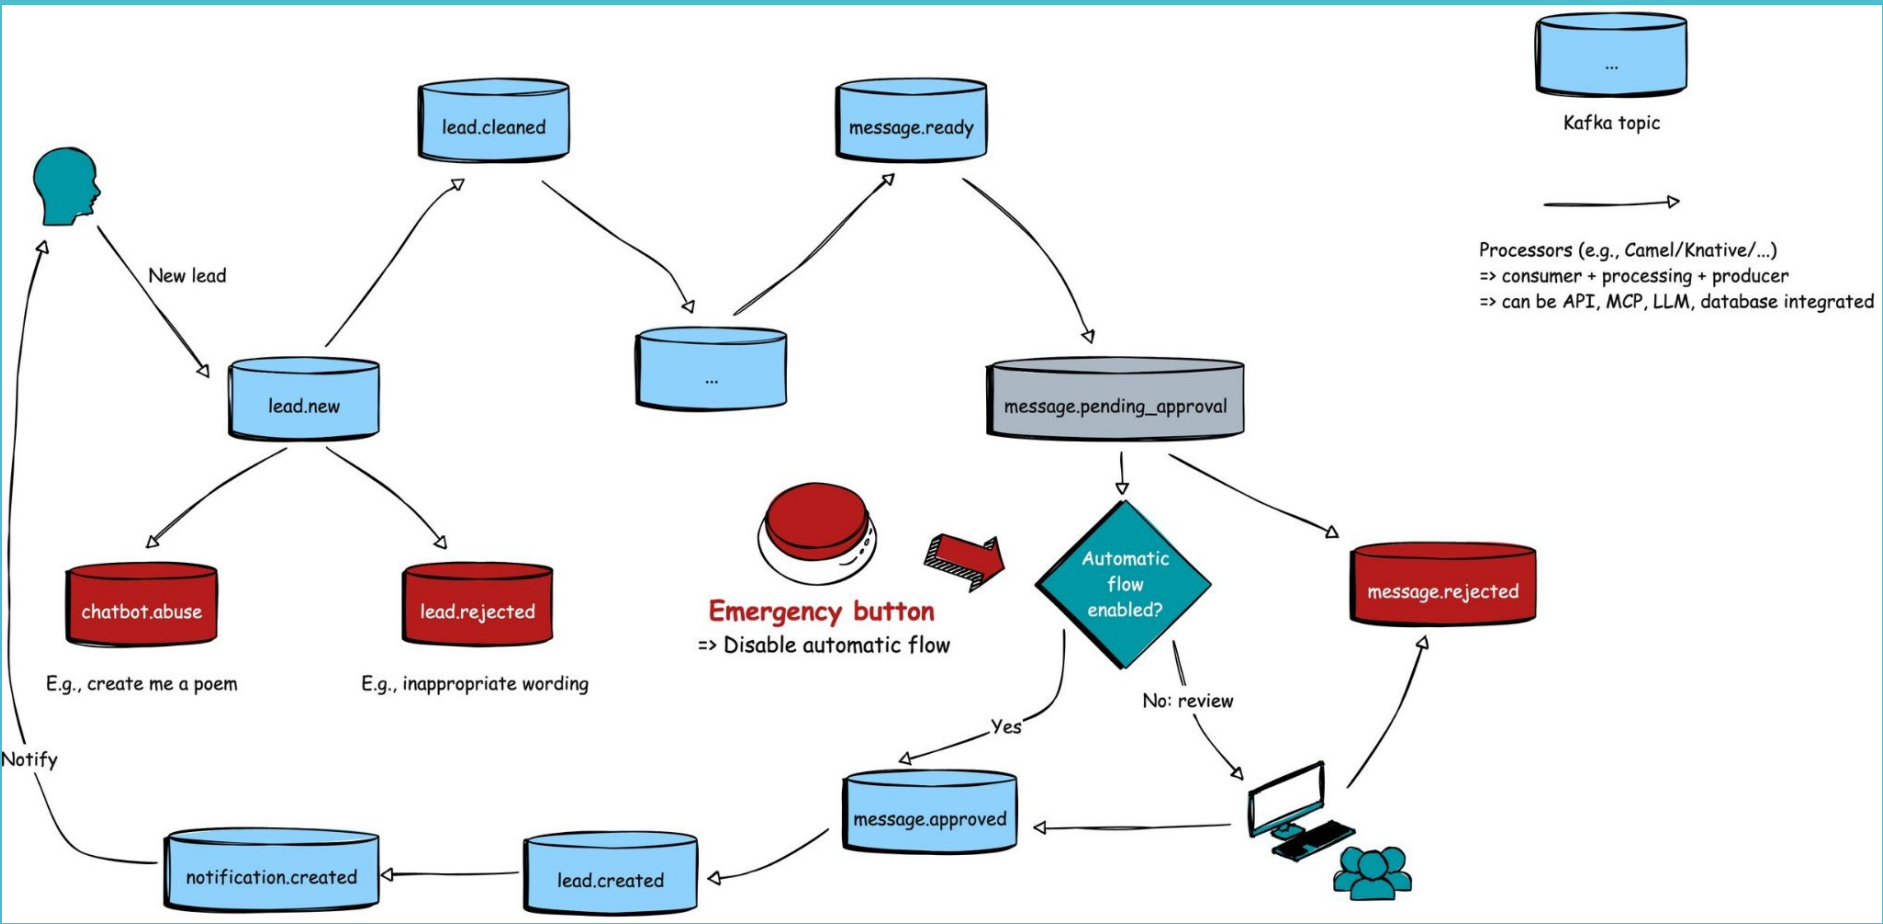 ...
Kafka topic
lead.cleaned
message.ready
Processors (e.g., Camel/Knative/...)
=> consumer + processing + producer
=> can be API, MCP, LLM, database integrated
New lead
...
lead.new
message.pending_approval
Automatic
flow
enabled?
Emergency button
=> Disable automatic flow
chatbot.abuse
lead.rejected
message.rejected
E.g., create me a poem
E.g., inappropriate wording
No: review
Yes
Notify
message.approved
notification.created
lead.created